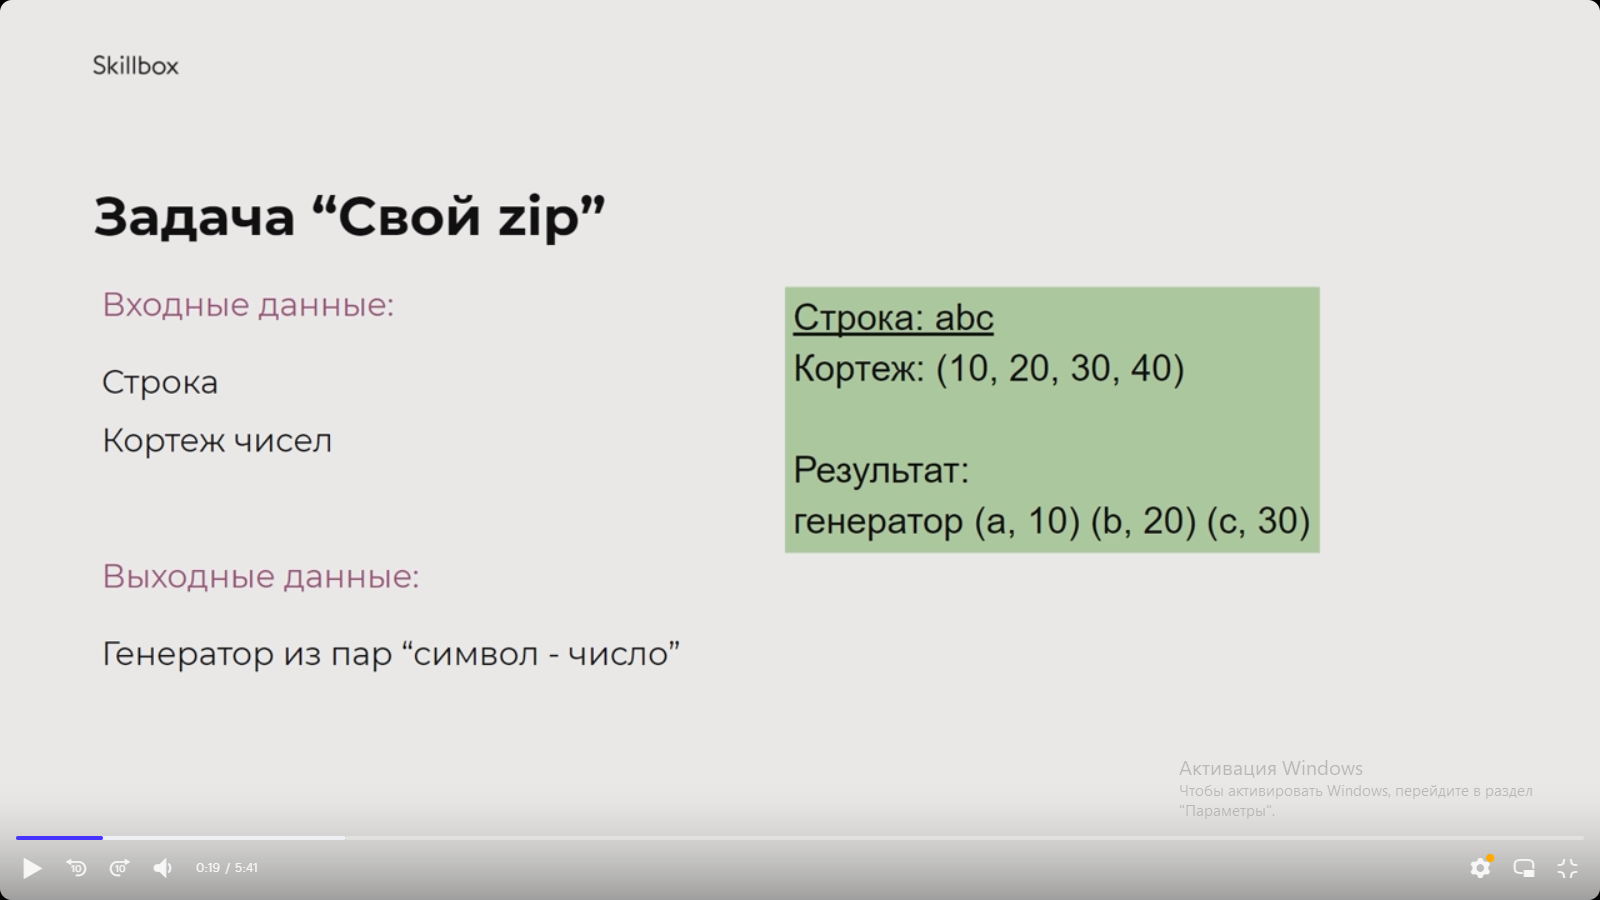 Skillbox
Задача “Свой zip”
Входные данные:
Строка
Кортеж чисел
Выходные данные:
Генератор из пар “символ - число”
Строка: abc
Кортеж: (10, 20, 30, 40)
Результат:
генератор (a, 10) (b, 20) (c, 30)
Активация Windows
Чтобы активировать Windows, перейдите в раздел
"Параметры".
10
10
0:19 / 5:41